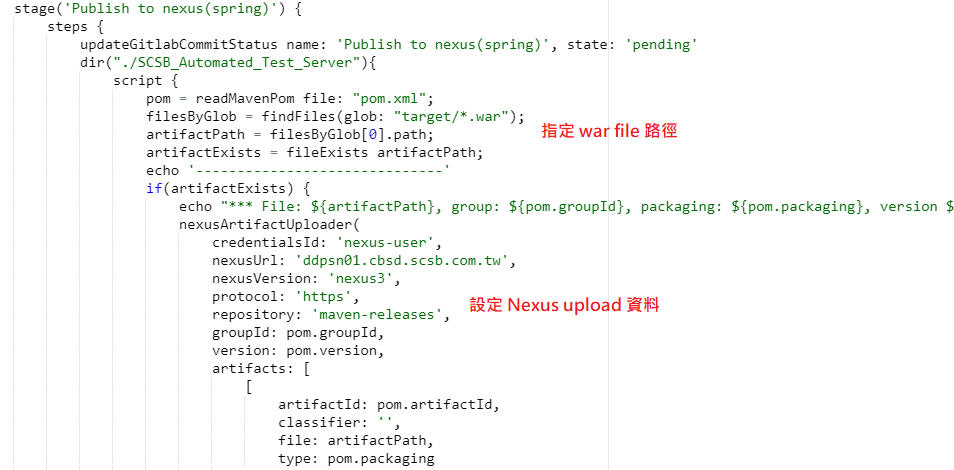 stage('Publish to nexus(spring)') {
steps {
updateGitlabCommitStatus name: 'Publish to nexus(spring)', state: 'pending'
dir("./SCSB_Automated_Test_Server"){
script {
pom = readMavenPom file: "pom.xml";
filesByGlob = findFiles(glob: "target/*.war");
指定 war file 路徑
artifactPath = filesByGlob[0].path;
artifactExists = fileExists artifactPath;
echo '------------------------------'
if(artifactExists) {
echo "*** File: ${artifactPath}, group: ${pom.groupId}, packaging: ${pom.packaging}, version $
nexusArtifactUploader(
credentialsId: 'nexus-user',
nexusUrl: 'ddpsn01.cbsd.scsb.com.tw',
nexusVersion: 'nexus3',
protocol: 'https',
設定 Nexus upload 資料
repository: 'maven-releases',
groupId: pom.groupId,
version: pom.version,
artifacts: [
[
artifactId: pom.artifactId,
classifier: '',
file: artifactPath,
type: pom.packaging